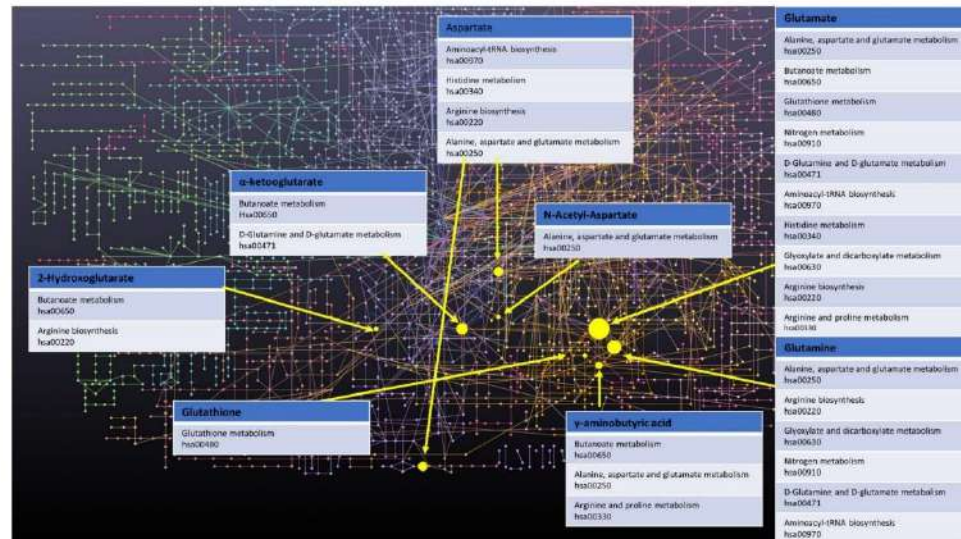 Aspartate
Aminoacyl-tRNA biosynthesis
hsa00970
Histidine metabolism
hsa00340
Arginine biosynthesis
hsa00220
Alanine, aspartate and glutamate metabolism
hsa00250
α-ketooglutarate
Butanoate metabolism
Hsa00650
D-Glutamine and D-glutamate metabolism
hsa00471
N-Acetyl-Aspartate
Alanine, aspartate and glutamate metabolism
hsa00250
2-Hydroxoglutarate
Butanoate metabolism
hsa00650
Arginine biosynthesis
hsa00220
Glutathione
Glutathione metabolism
hsa00480
γ-aminobutyric acid
Butanoate metabolism
hsa00650
Alanine, aspartate and glutamate metabolism
hsa00250
Arginine and proline metabolism
hsa00330
Glutamate
Alanine, aspartate and glutamate metabolism
hsa00250
Butanoate metabolism
hsa00650
Glutathione metabolism
hsa00480
Nitrogen metabolism
hsa00910
D-Glutamine and D-glutamate metabolism
hsa00471
Aminoacyl-tRNA biosynthesis
hsa00970
Histidine metabolism
hsa00340
Glyoxylate and dicarboxylate metabolism
hsa00630
Arginine biosynthesis
hsa00220
Arginine and proline metabolism
hsa00330
Glutamine
Alanine, aspartate and glutamate metabolism
hsa00250
Arginine biosynthesis
hsa00220
Glyoxylate and dicarboxylate metabolism
hsa00630
Nitrogen metabolism
hsa00910
D-Glutamine and D-glutamate metabolism
hsa00471
Aminoacyl-tRNA biosynthesis
hsa00970